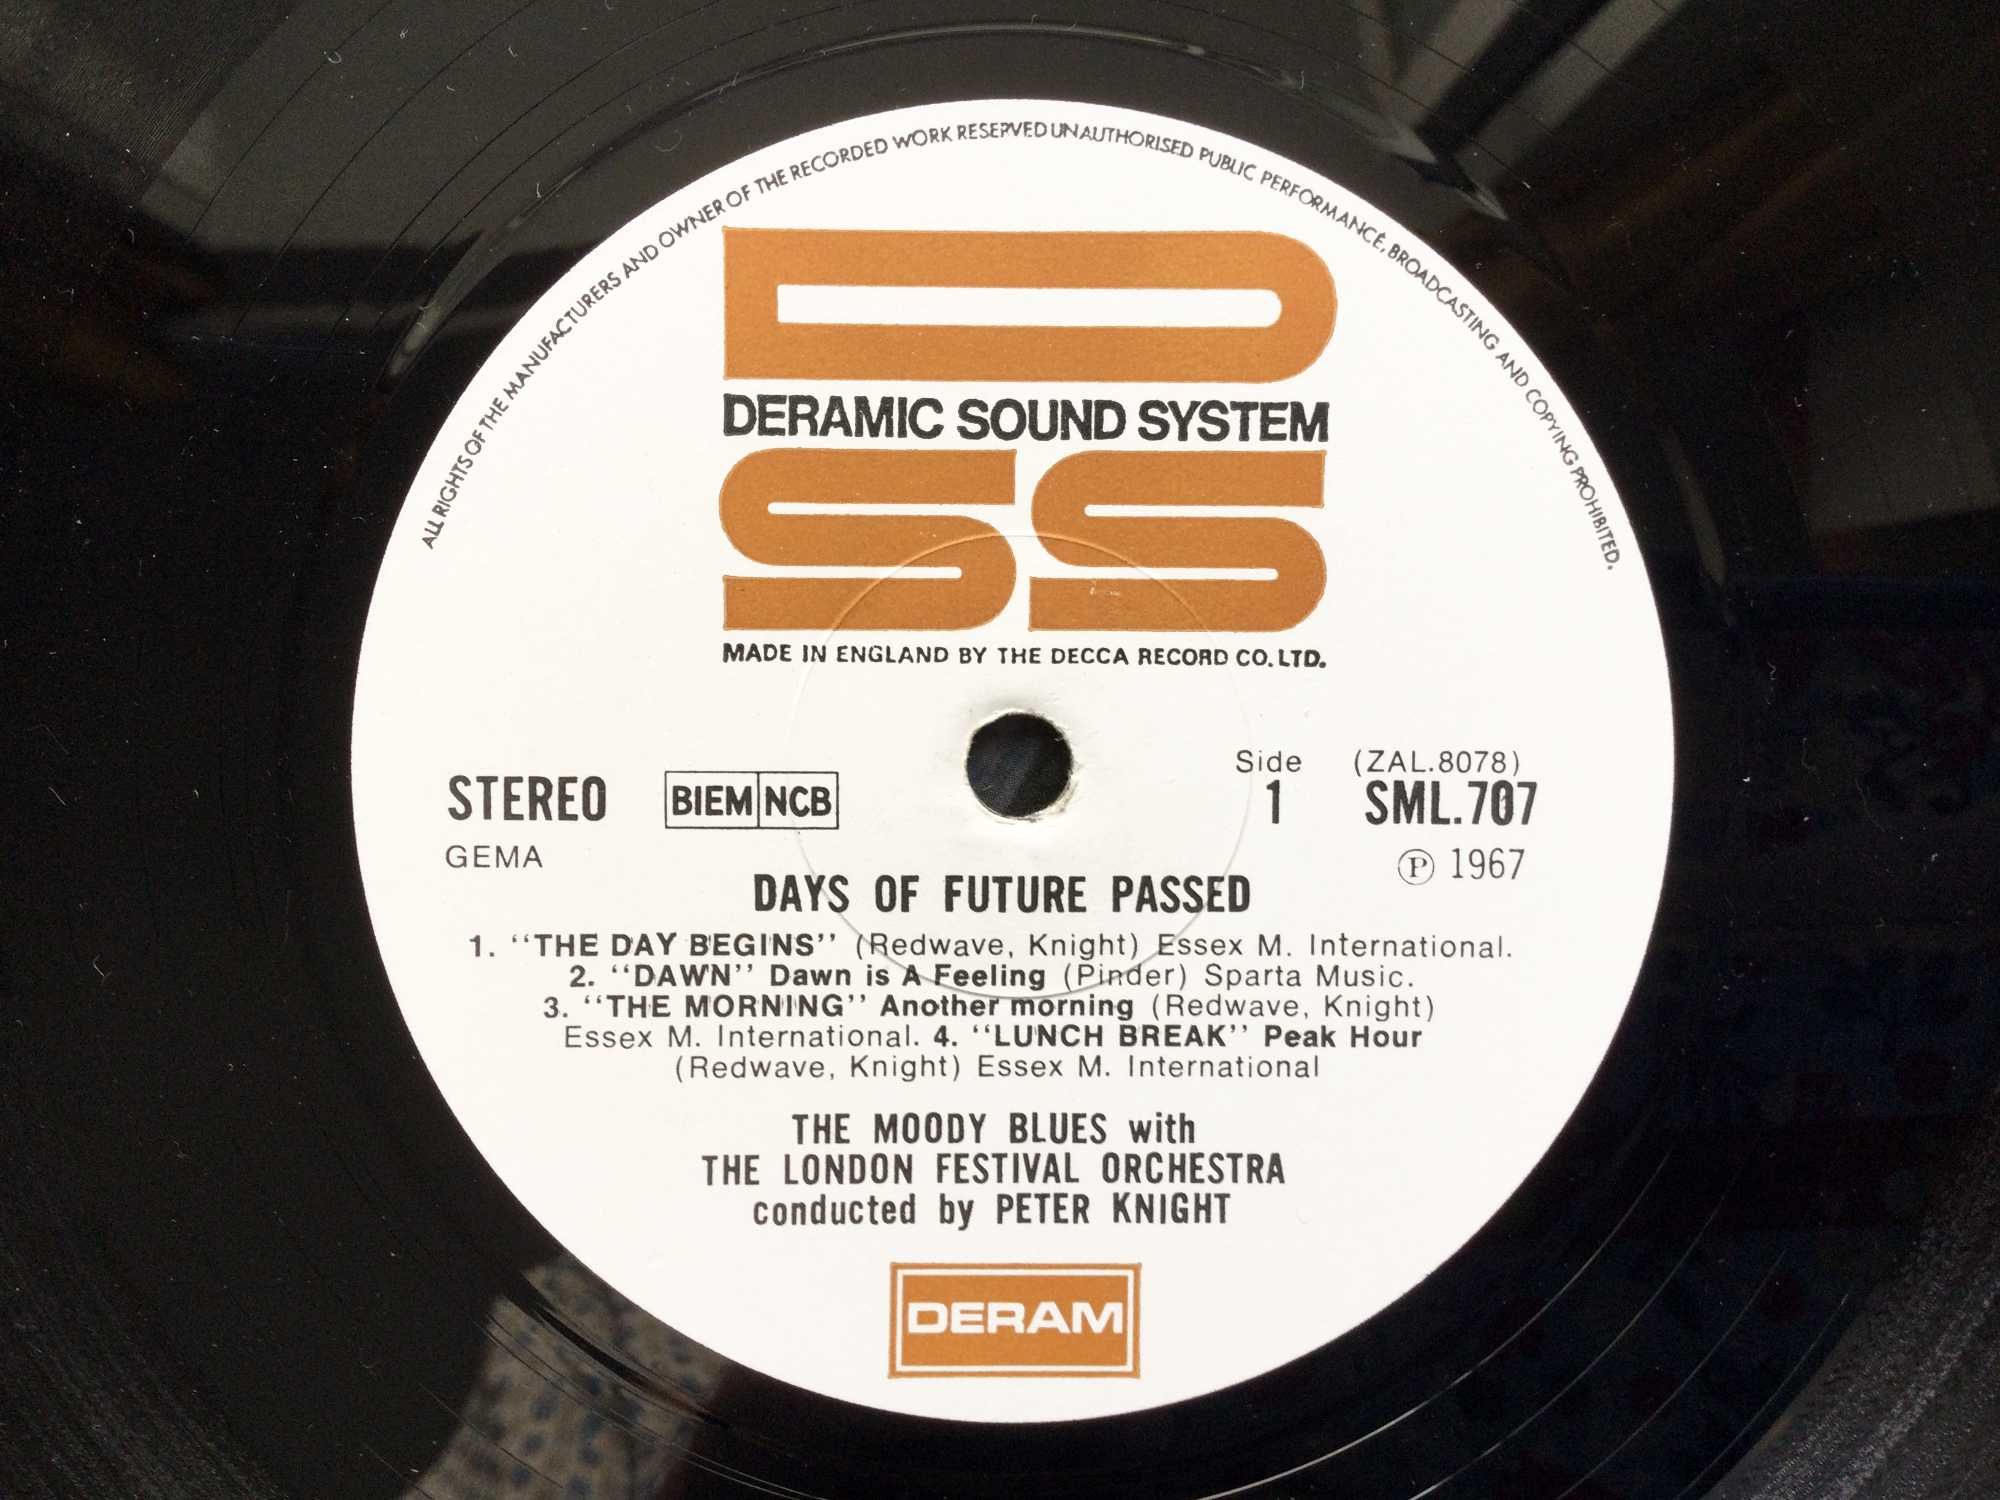 ALL RIGHTS OF THE MANUFACTURERS AND OWNER OF THE RECORDED WORK RESERVED UNAUTHORISED PUBLIC PERFORMANCE, BROADCASTING AND COPYING PROHIBITED.
D
DERAMIC SOUND SYSTEM
SS
MADE IN ENGLAND BY THE DECCA RECORD CO. LTD.
STEREO
GEMA
BIEM NCB
Side
1
(ZAL.8078)
SML.707
Ⓟ 1967
DAYS OF FUTURE PASSED
1. "THE DAY BEGINS" (Redwave, Knight) Essex M. International.
2. "DAWN" Dawn is A Feeling (Pinder) Sparta Music.
3. "THE MORNING" Another morning (Redwave, Knight)
Essex M. International. 4. "LUNCH BREAK" Peak Hour
(Redwave, Knight) Essex M. International
THE MOODY BLUES with
THE LONDON FESTIVAL ORCHESTRA
conducted by PETER KNIGHT
DERAM